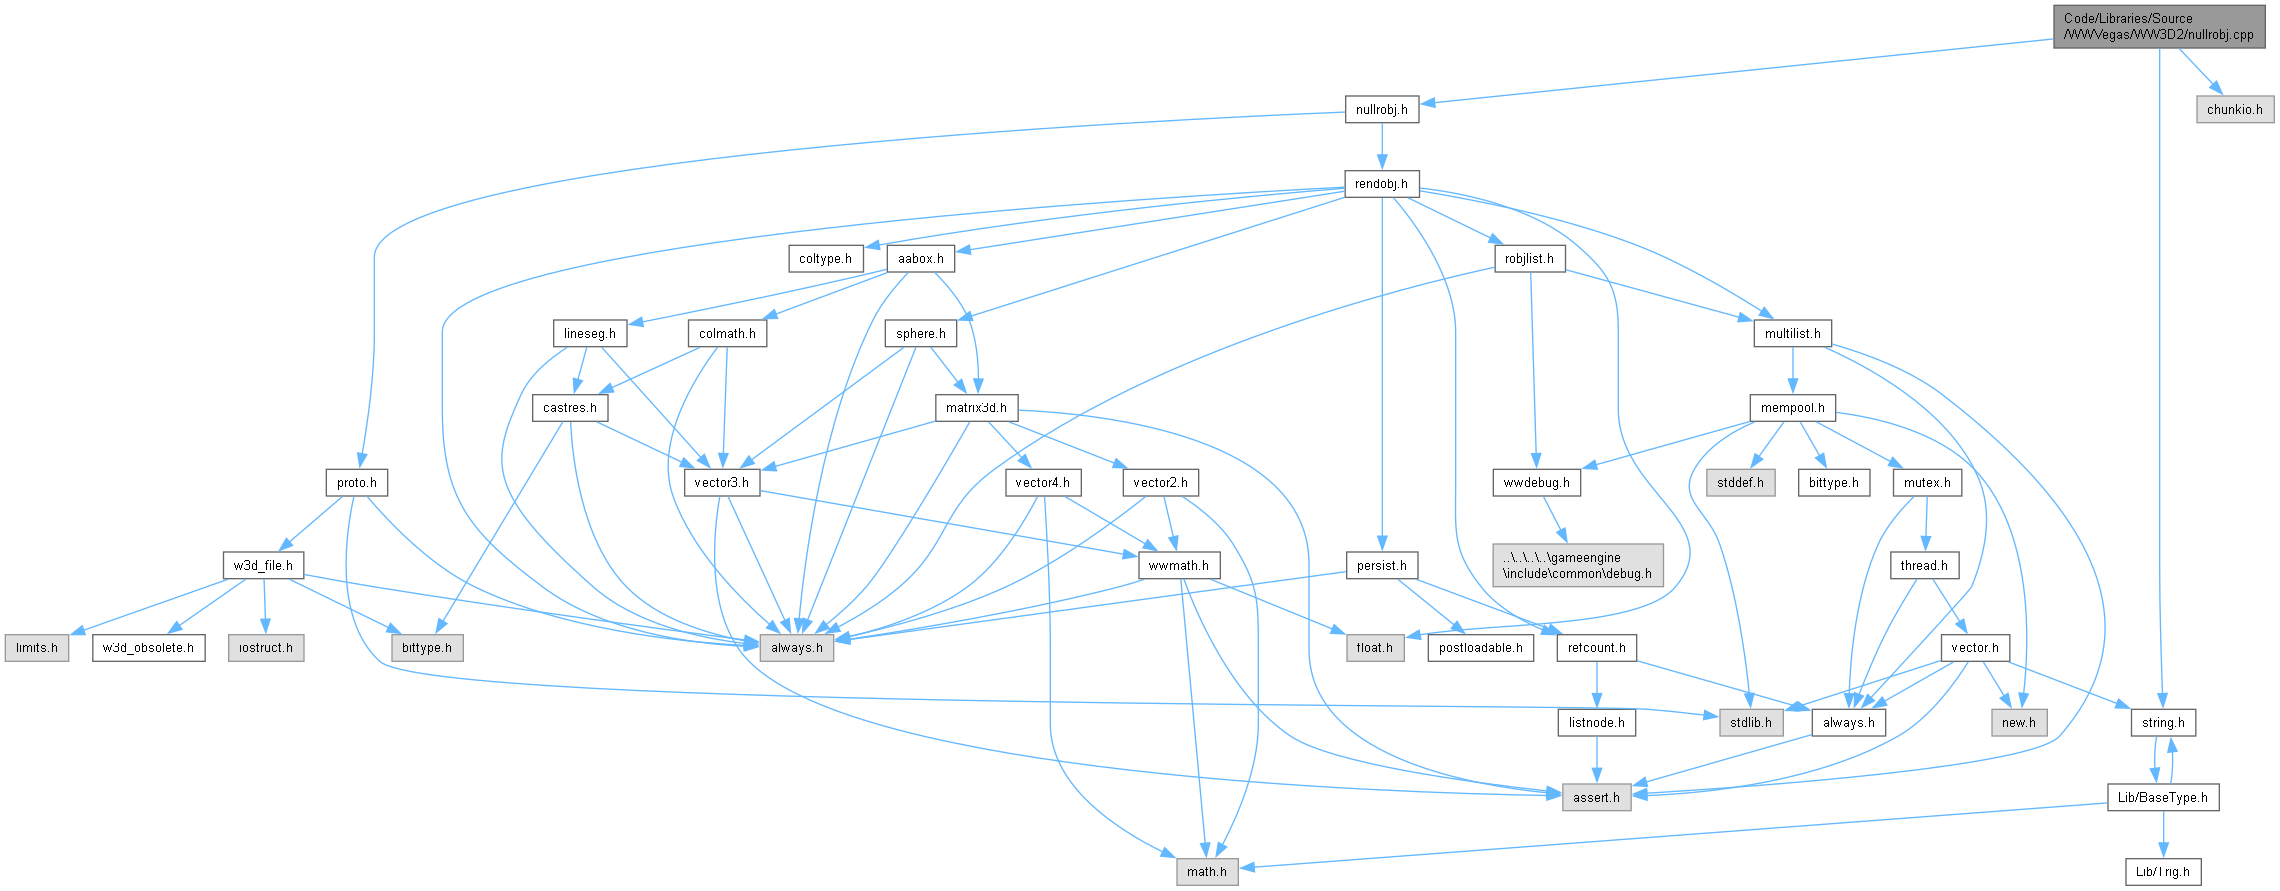 Code/Libraries/Source
/WWVegas/WW3D2/nullrobj.cpp
nullrobj.h
chunkio.h
rendobj.h
coltype.h
aabox.h
robjlist.h
lineseg.h
colmath.h
sphere.h
multilist.h
castres.h
matrix3d.h
mempool.h
proto.h
vector3.h
vector4.h
vector2.h
wwdebug.h
stddef.h
bittype.h
mutex.h
w3d_file.h
wwmath.h
persist.h
..\..\..\..\gameengine
\include\common\debug.h
thread.h
limits.h
w3d_obsolete.h
iostruct.h
bittype.h
always.h
float.h
postloadable.h
refcount.h
vector.h
listnode.h
stdlib.h
always.h
new.h
string.h
assert.h
Lib/BaseType.h
math.h
Lib/Trig.h